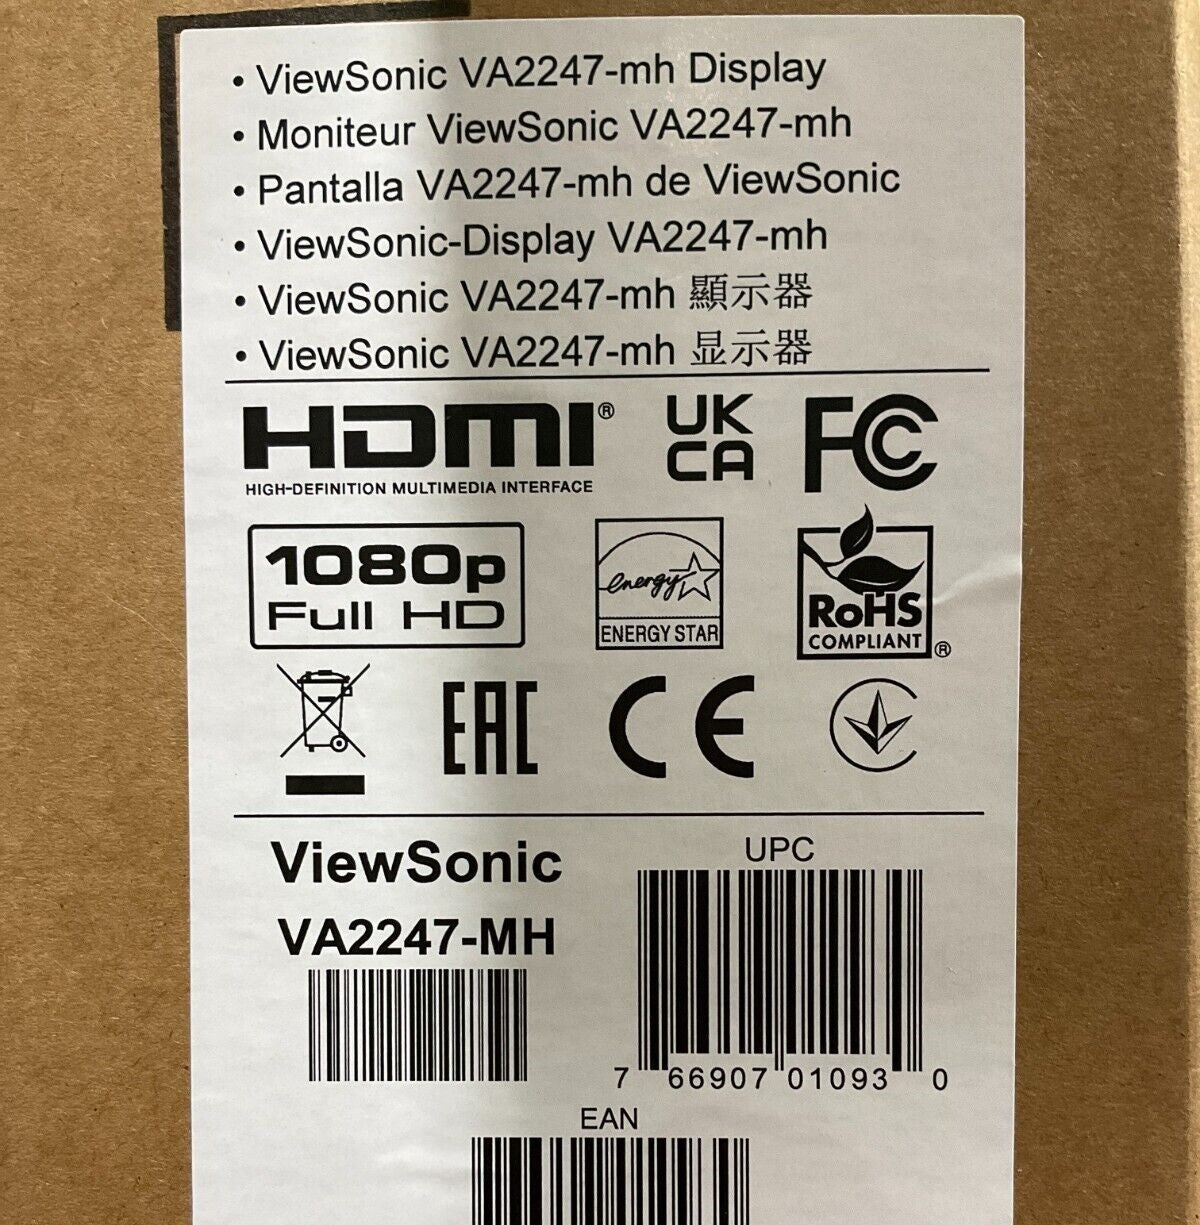 • ViewSonic VA2247-mh Display
• Moniteur ViewSonic VA2247-mh
• Pantalla VA2247-mh de ViewSonic
• ViewSonic-Display VA2247-mh
• ViewSonic VA2247-mh 顯示器
• ViewSonic VA2247-mh 显示器
HDMI®
HIGH-DEFINITION MULTIMEDIA INTERFACE
UK
CA
FC
1080p
Full HD
energy
ENERGY STAR
RoHS
COMPLIANT ®
EAC
CE
ViewSonic
VA2247-MH
UPC
7 66907 01093 0
EAN